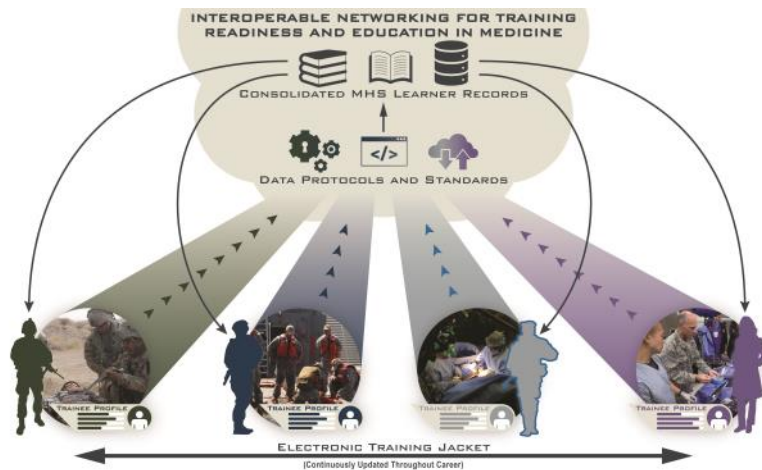 INTEROPERABLE NETWORKING FOR TRAINING
READINESS AND EDUCATION IN MEDICINE
CONSOLIDATED MHS LEARNER RECORDS
</>
DATA PROTOCOLS AND STANDARDS
TRAINEE PROFILE
TRAINEE PROFILE
TRAINEE PROFILE
TRAINEE PROFILE
ELECTRONIC TRAINING JACKET
(Continuously Updated Throughout Career)